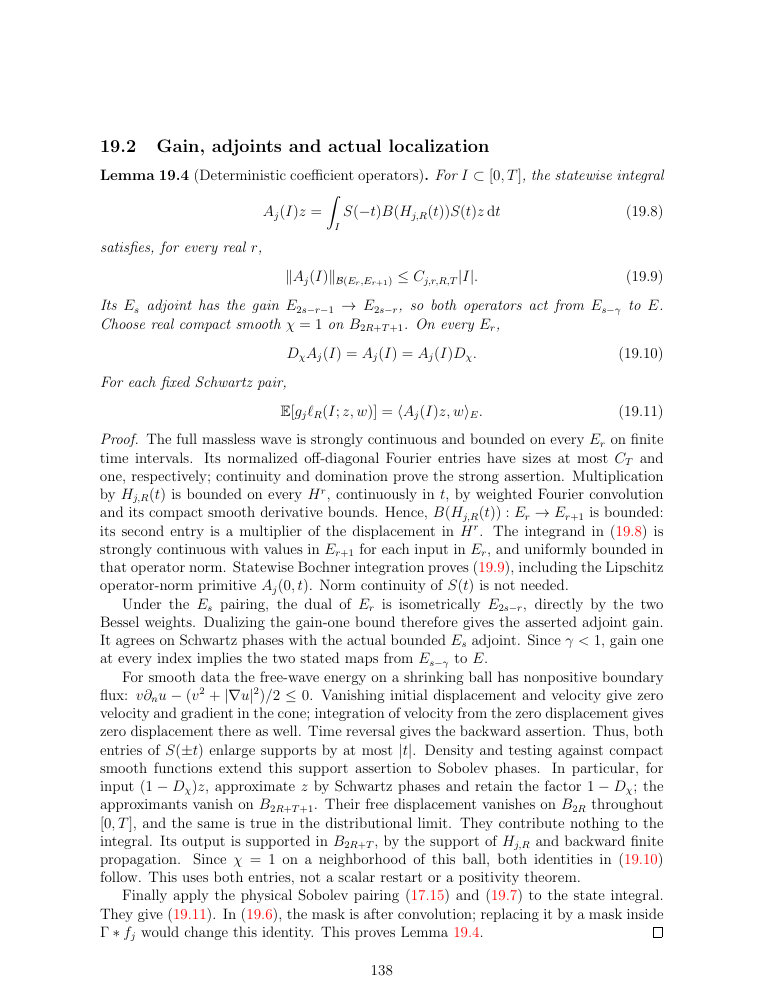 19.2 Gain, adjoints and actual localization
Lemma 19.4 (Deterministic coefficient operators). For I ⊂ [0, T], the statewise integral
A_j(I)z = ∫_I S(−t)B(H_{j,R}(t))S(t)z dt (19.8)
satisfies, for every real r,
‖A_j(I)‖_{𝓑(E_r,E_{r+1})} ≤ C_{j,r,R,T}|I|. (19.9)
Its E_s adjoint has the gain E_{2s−r−1} → E_{2s−r}, so both operators act from E_{s−γ} to E.
Choose real compact smooth χ = 1 on B_{2R+T+1}. On every E_r,
D_χA_j(I) = A_j(I) = A_j(I)D_χ. (19.10)
For each fixed Schwartz pair,
𝔼[g_jℓ_R(I; z, w)] = ⟨A_j(I)z, w⟩_E. (19.11)
Proof. The full massless wave is strongly continuous and bounded on every E_r on finite
time intervals. Its normalized off-diagonal Fourier entries have sizes at most C_T and
one, respectively; continuity and domination prove the strong assertion. Multiplication
by H_{j,R}(t) is bounded on every H^r, continuously in t, by weighted Fourier convolution
and its compact smooth derivative bounds. Hence, B(H_{j,R}(t)) : E_r → E_{r+1} is bounded:
its second entry is a multiplier of the displacement in H^r. The integrand in (19.8) is
strongly continuous with values in E_{r+1} for each input in E_r, and uniformly bounded in
that operator norm. Statewise Bochner integration proves (19.9), including the Lipschitz
operator-norm primitive A_j(0, t). Norm continuity of S(t) is not needed.
Under the E_s pairing, the dual of E_r is isometrically E_{2s−r}, directly by the two
Bessel weights. Dualizing the gain-one bound therefore gives the asserted adjoint gain.
It agrees on Schwartz phases with the actual bounded E_s adjoint. Since γ < 1, gain one
at every index implies the two stated maps from E_{s−γ} to E.
For smooth data the free-wave energy on a shrinking ball has nonpositive boundary
flux: v∂_nu − (v² + |∇u|²)/2 ≤ 0. Vanishing initial displacement and velocity give zero
velocity and gradient in the cone; integration of velocity from the zero displacement gives
zero displacement there as well. Time reversal gives the backward assertion. Thus, both
entries of S(±t) enlarge supports by at most |t|. Density and testing against compact
smooth functions extend this support assertion to Sobolev phases. In particular, for
input (1 − D_χ)z, approximate z by Schwartz phases and retain the factor 1 − D_χ; the
approximants vanish on B_{2R+T+1}. Their free displacement vanishes on B_{2R} throughout
[0, T], and the same is true in the distributional limit. They contribute nothing to the
integral. Its output is supported in B_{2R+T}, by the support of H_{j,R} and backward finite
propagation. Since χ = 1 on a neighborhood of this ball, both identities in (19.10)
follow. This uses both entries, not a scalar restart or a positivity theorem.
Finally apply the physical Sobolev pairing (17.15) and (19.7) to the state integral.
They give (19.11). In (19.6), the mask is after convolution; replacing it by a mask inside
Γ ∗ f_j would change this identity. This proves Lemma 19.4. □
138